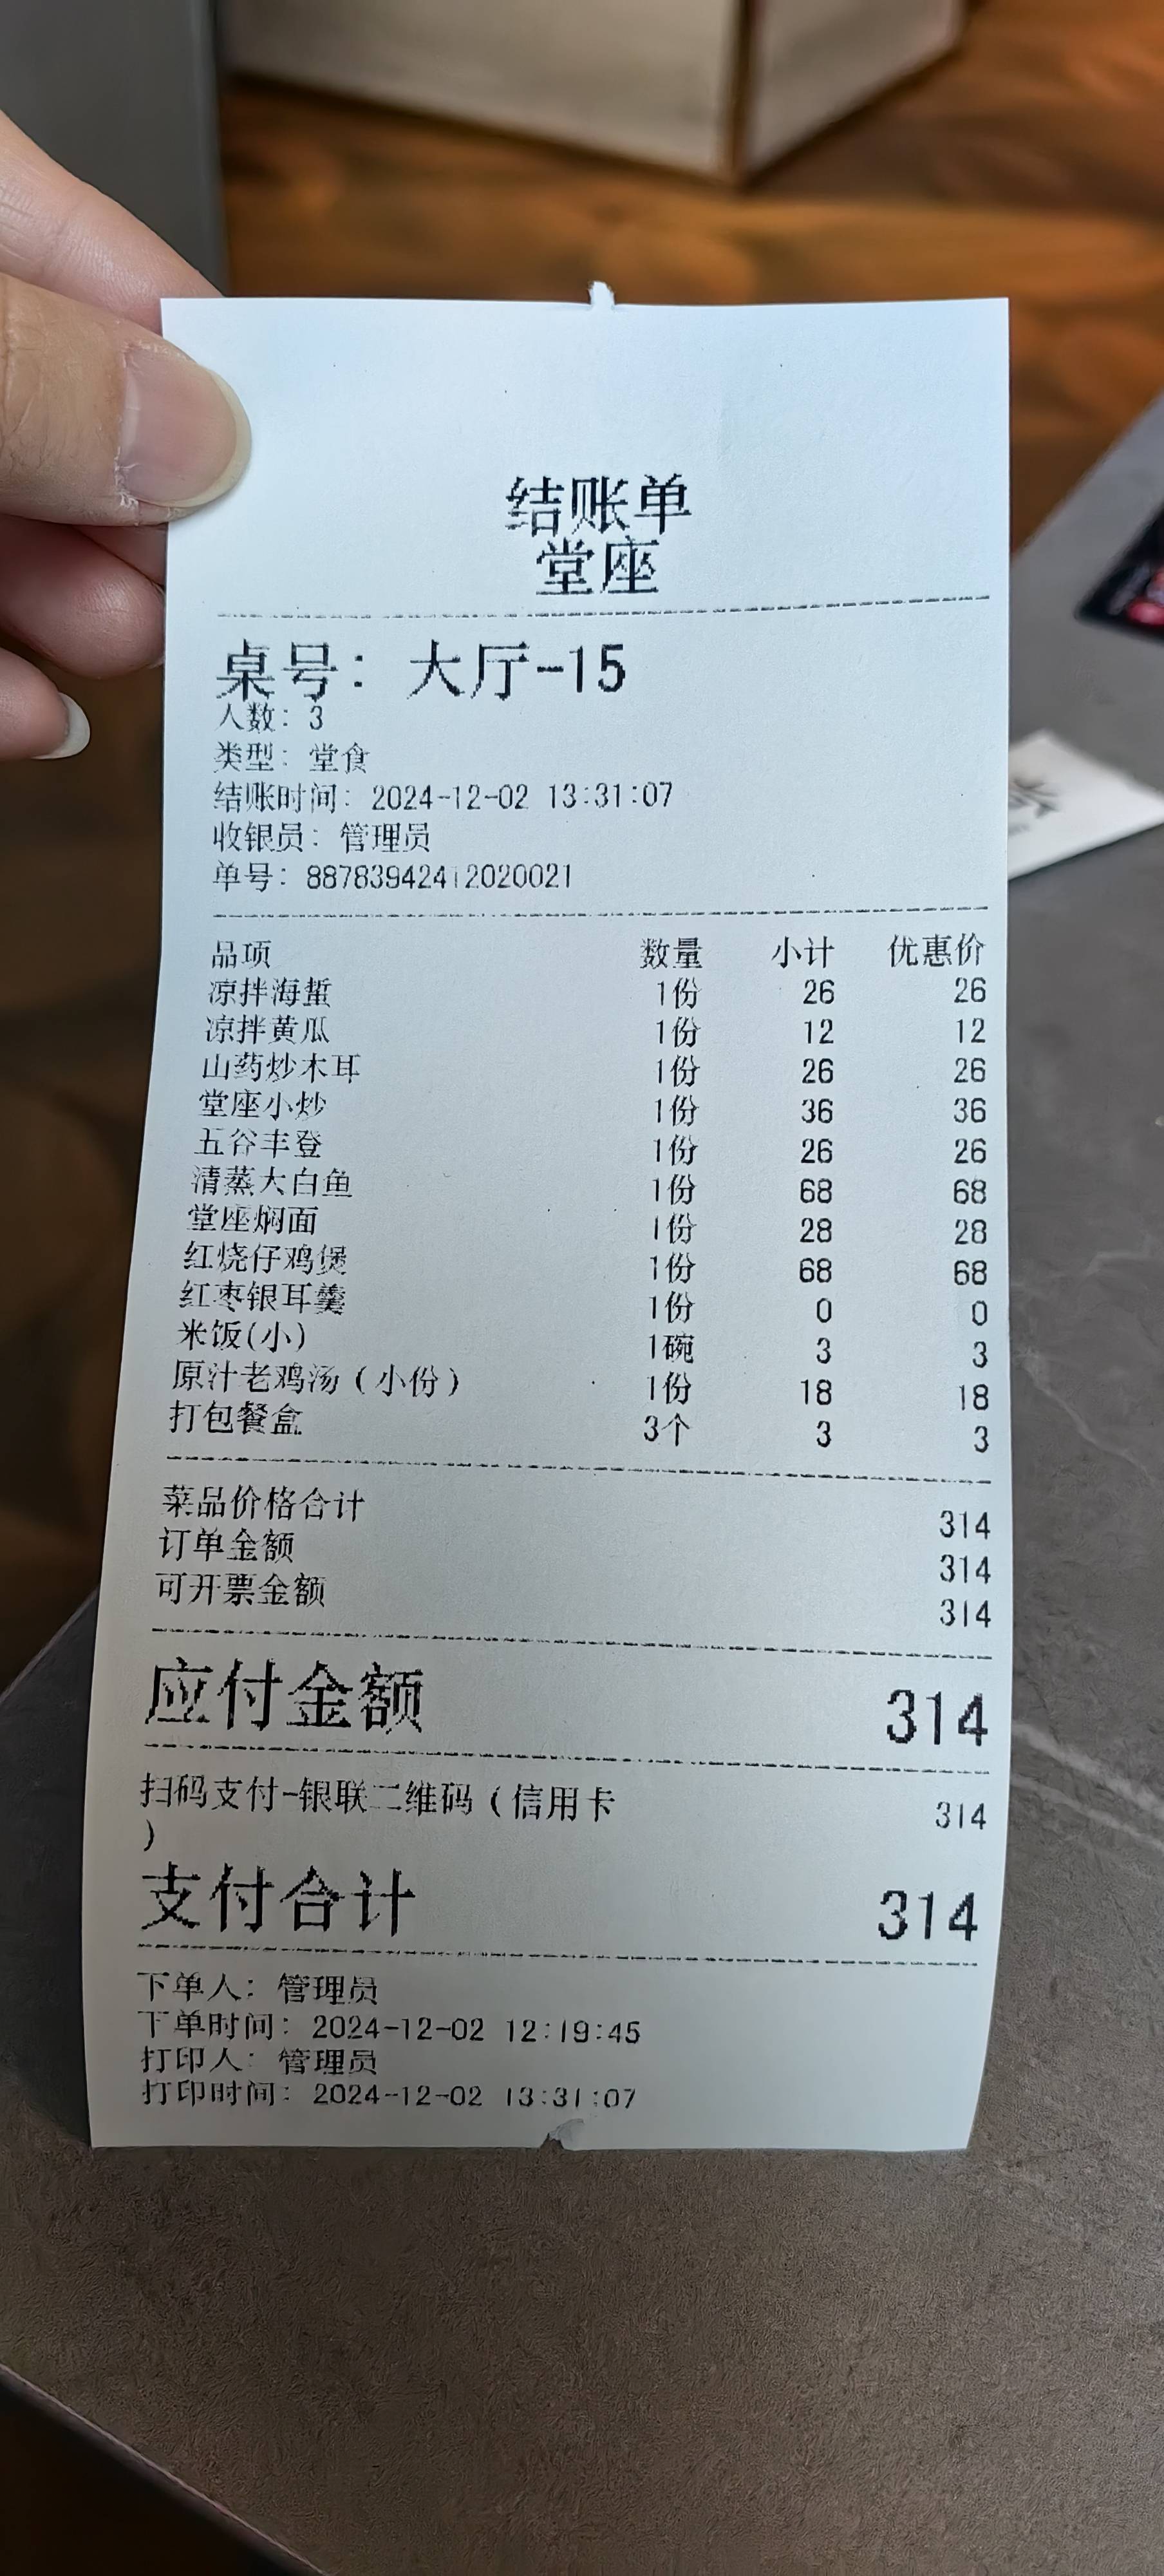 结账单
堂座
桌号: 大厅-15
人数: 3
类型: 堂食
结账时间: 2024-12-02 13:31:07
收银员: 管理员
单号: 88783942412020021
品项 数量 小计 优惠价
凉拌海蜇 1份 26 26
凉拌黄瓜 1份 12 12
山药炒木耳 1份 26 26
堂座小炒 1份 36 36
五谷丰登 1份 26 26
清蒸大白鱼 1份 68 68
堂座焖面 1份 28 28
红烧仔鸡煲 1份 68 68
红枣银耳羹 1份 0 0
米饭(小) 1碗 3 3
原汁老鸡汤（小份） 1份 18 18
打包餐盒 3个 3 3
菜品价格合计 314
订单金额 314
可开票金额 314
应付金额 314
扫码支付-银联二维码（信用卡 314
）
支付合计 314
下单人: 管理员
下单时间: 2024-12-02 12:19:45
打印人: 管理员
打印时间: 2024-12-02 13:31:07